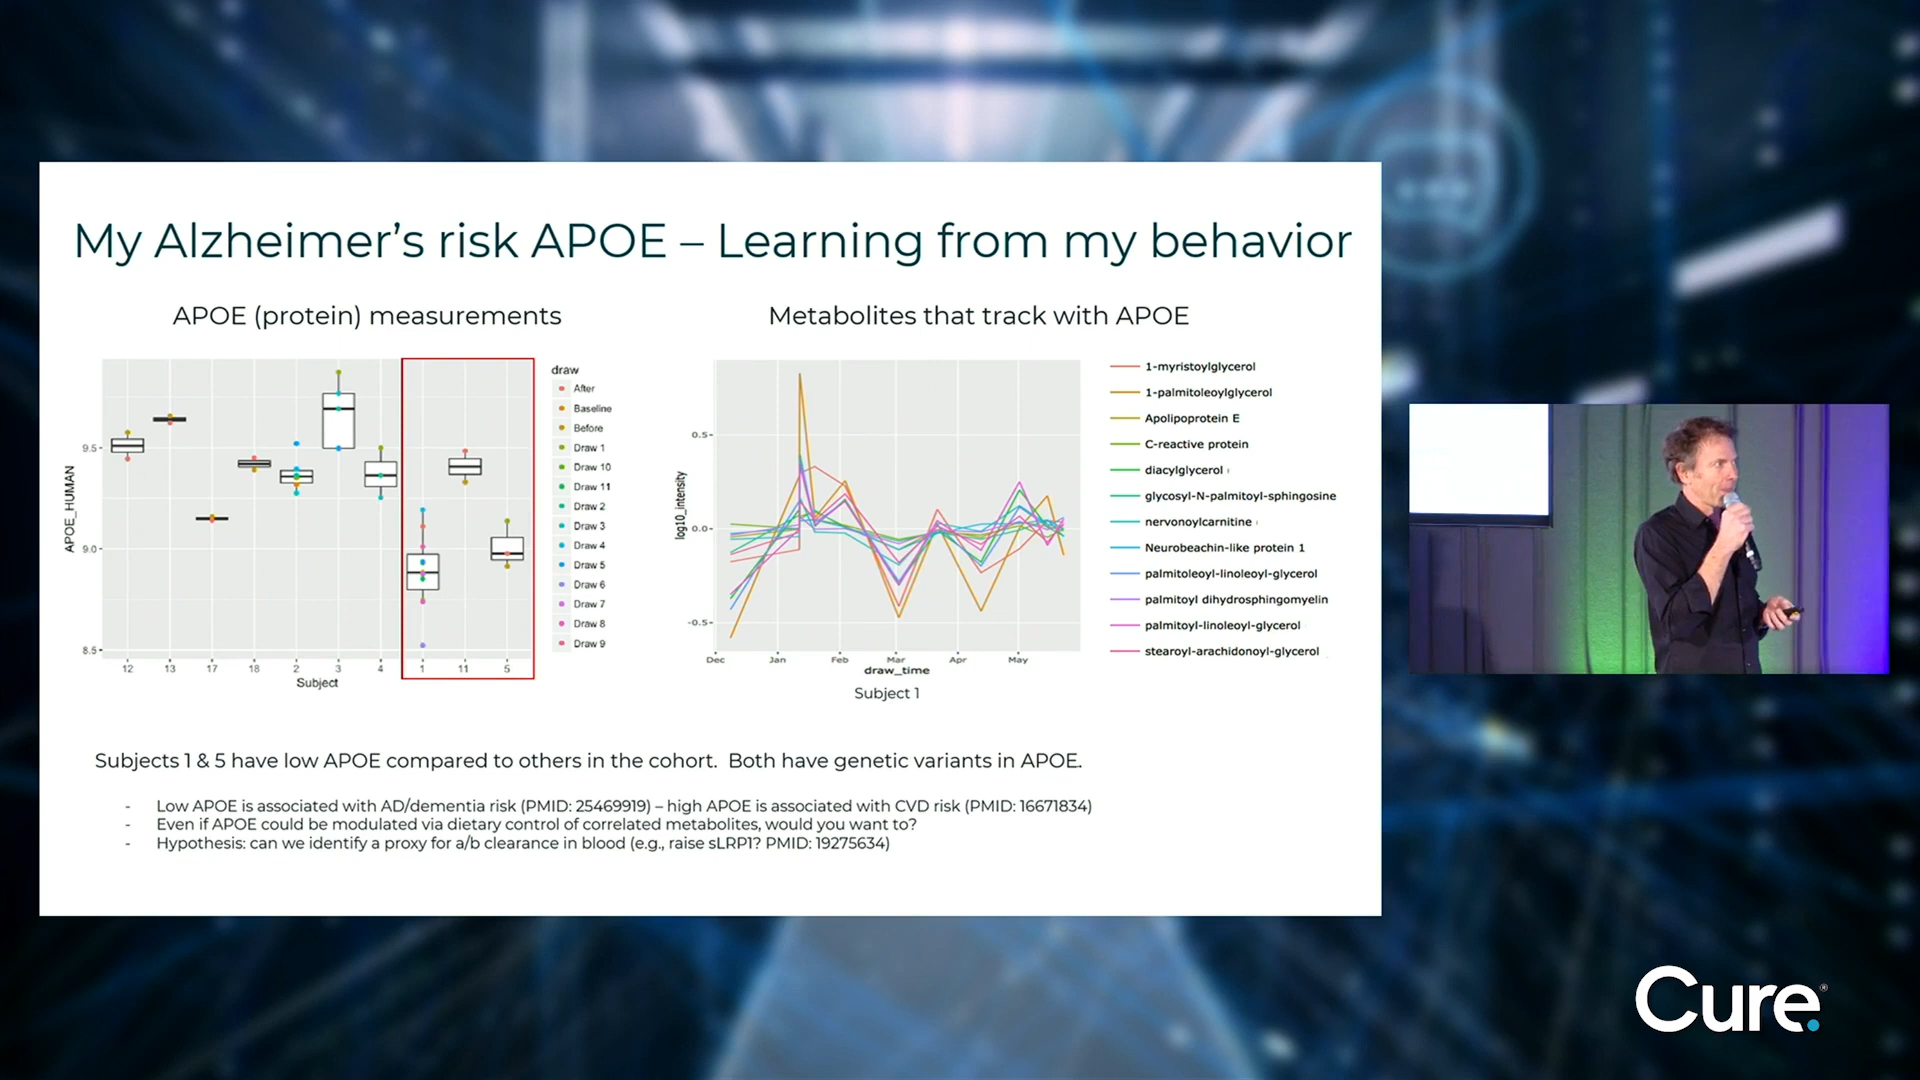 My Alzheimer’s risk APOE – Learning from my behavior
APOE (protein) measurements
APOE_HUMAN
9.5
9.0
8.5
12 13 17 18 2 3 4 1 11 5
Subject
draw
After
Baseline
Before
Draw 1
Draw 10
Draw 11
Draw 2
Draw 3
Draw 4
Draw 5
Draw 6
Draw 7
Draw 8
Draw 9
Metabolites that track with APOE
log10_intensity
0.5
0.0
-0.5
Dec Jan Feb Mar Apr May
draw_time
Subject 1
1-myristoylglycerol
1-palmitoleoylglycerol
Apolipoprotein E
C-reactive protein
diacylglycerol
glycosyl-N-palmitoyl-sphingosine
nervonoylcarnitine
Neurobeachin-like protein 1
palmitoleoyl-linoleoyl-glycerol
palmitoyl dihydrosphingomyelin
palmitoyl-linoleoyl-glycerol
stearoyl-arachidonoyl-glycerol
Subjects 1 & 5 have low APOE compared to others in the cohort. Both have genetic variants in APOE.
- Low APOE is associated with AD/dementia risk (PMID: 25469919) – high APOE is associated with CVD risk (PMID: 16671834)
- Even if APOE could be modulated via dietary control of correlated metabolites, would you want to?
- Hypothesis: can we identify a proxy for a/b clearance in blood (e.g., raise sLRP1? PMID: 19275634)
Cure.®